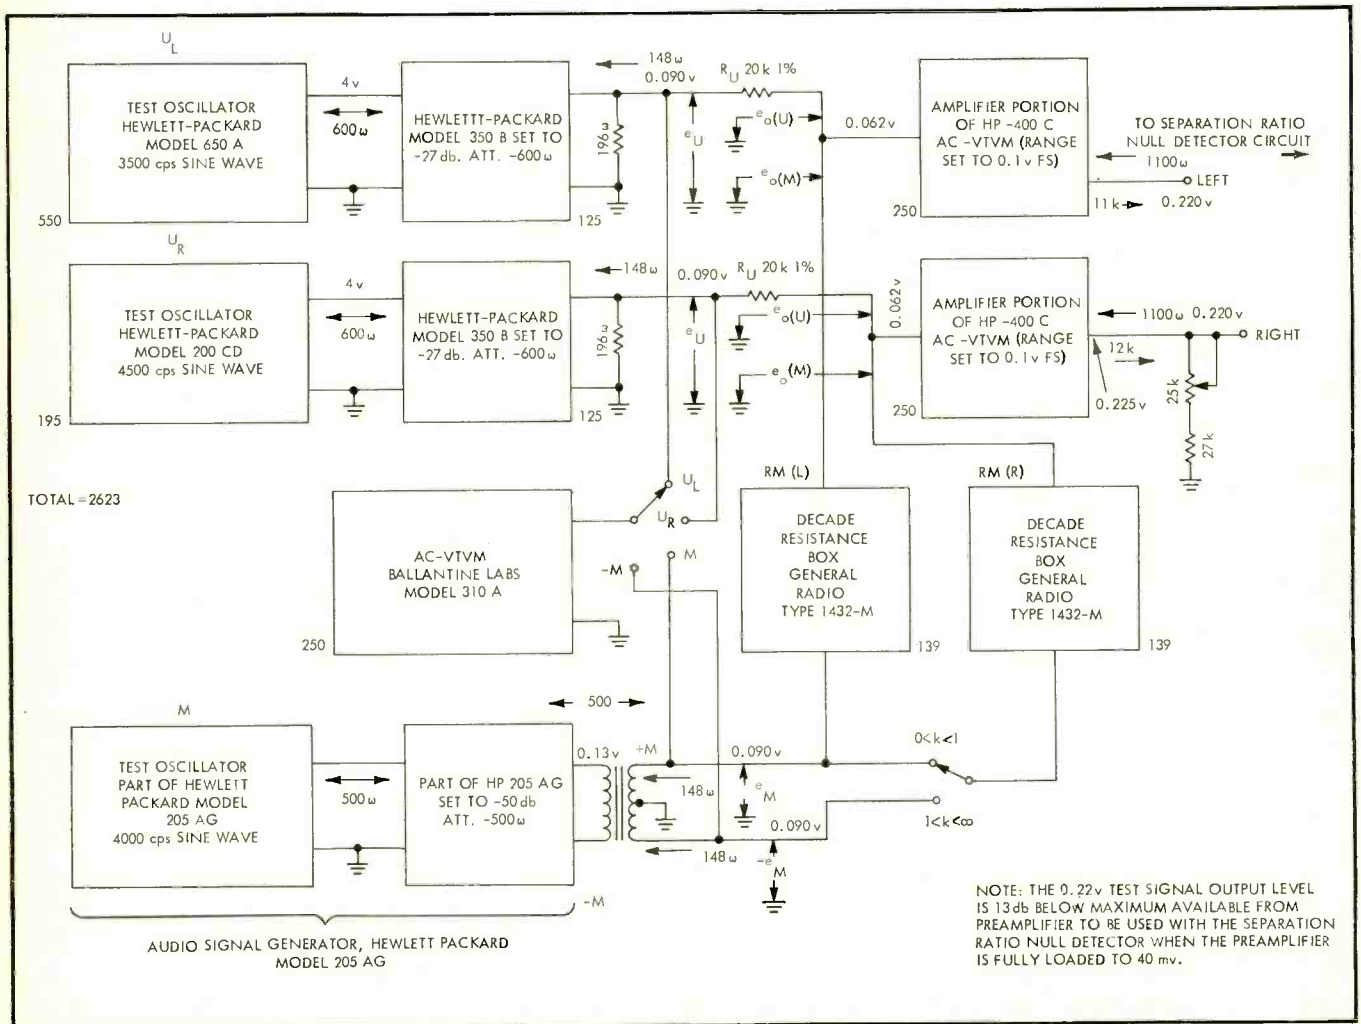 U L
TEST OSCILLATOR
HEWLETT-PACKARD
MODEL 650 A
3500 cps SINE WAVE
550
4 v
600 ω
HEWLETTT-PACKARD
MODEL 350 B SET TO
-27 db. ATT. -600ω
125
148 ω
0.090 v
196 ω
e U
R U 20 k 1%
e o (U)
e o (M)
0.062 v
AMPLIFIER PORTION
OF HP -400 C
AC -VTVM (RANGE
SET TO 0.1 v FS)
250
TO SEPARATION RATIO
NULL DETECTOR CIRCUIT
1100 ω
LEFT
11 k
0.220 v
U R
TEST OSCILLATOR
HEWLETT-PACKARD
MODEL 200 CD
4500 cps SINE WAVE
195
4 v
600 ω
HEWLETT-PACKARD
MODEL 350 B SET TO
-27 db. ATT. -600ω
125
148 ω
0.090 v
196 ω
e U
R U 20 k 1%
e o (U)
e o (M)
0.062 v
AMPLIFIER PORTION
OF HP -400 C
AC -VTVM (RANGE
SET TO 0.1 v FS)
250
1100 ω 0.220 v
RIGHT
12 k
0.225 v
25 k
27 k
TOTAL = 2623
AC-VTVM
BALLANTINE LABS
MODEL 310 A
250
U L
U R
M
-M
RM (L)
DECADE
RESISTANCE
BOX
GENERAL
RADIO
TYPE 1432-M
139
RM (R)
DECADE
RESISTANCE
BOX
GENERAL
RADIO
TYPE 1432-M
139
M
TEST OSCILLATOR
PART OF HEWLETT
PACKARD MODEL
205 AG
4000 cps SINE WAVE
500 ω
PART OF HP 205 AG
SET TO -50 db
ATT. -500 ω
500
0.13 v
+M
148 ω
0.090 v
e M
0.090 v
148 ω
-e M
-M
0<k<1
1<k<∞
AUDIO SIGNAL GENERATOR, HEWLETT PACKARD
MODEL 205 AG
NOTE: THE 0.22v TEST SIGNAL OUTPUT LEVEL
IS 13 db BELOW MAXIMUM AVAILABLE FROM
PREAMPLIFIER TO BE USED WITH THE SEPARATION
RATIO NULL DETECTOR WHEN THE PREAMPLIFIER
IS FULLY LOADED TO 40 mv.